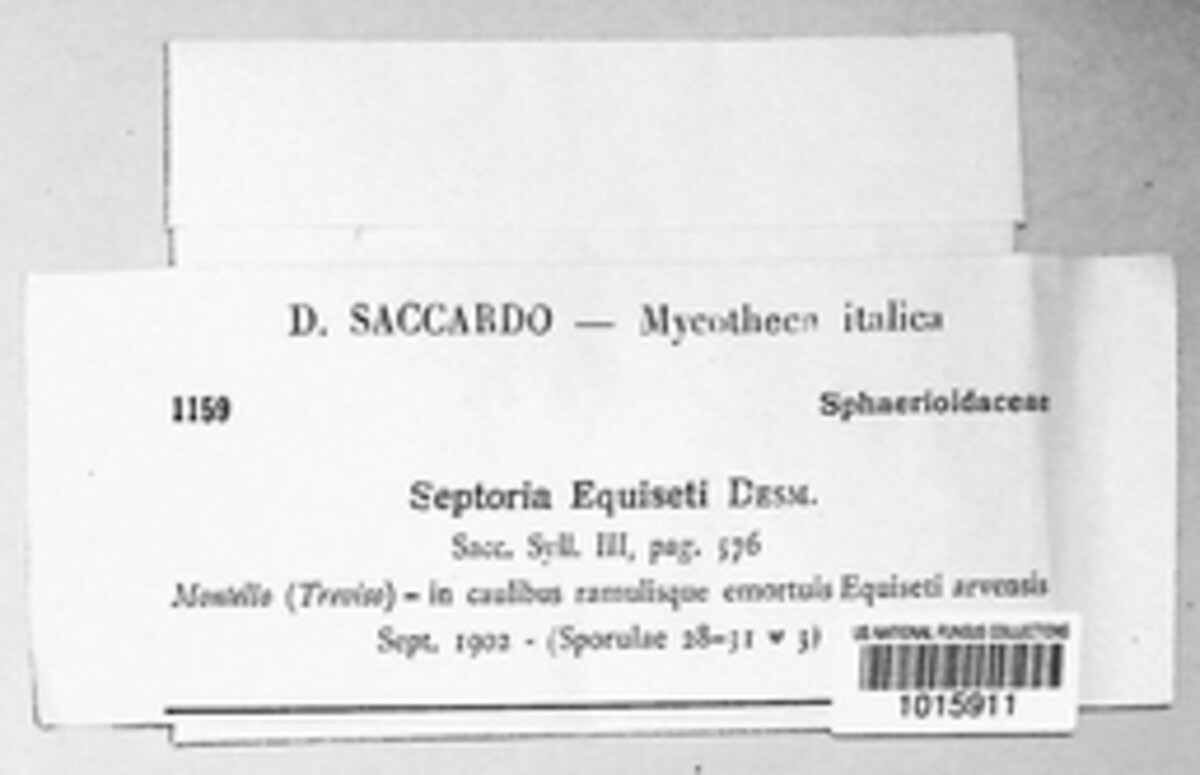 D. SACCARDO — Mycotheca italica
1159
Sphaerioidaceae
Septoria Equiseti DESM.
Sacc. Syll. III, pag. 576
Montello (Treviso) - in caulibus ramulisque emortuis Equiseti arvensis
Sept. 1902 - (Sporulae 28=31 v 3)
US NATIONAL FUNGUS COLLECTIONS
1015911